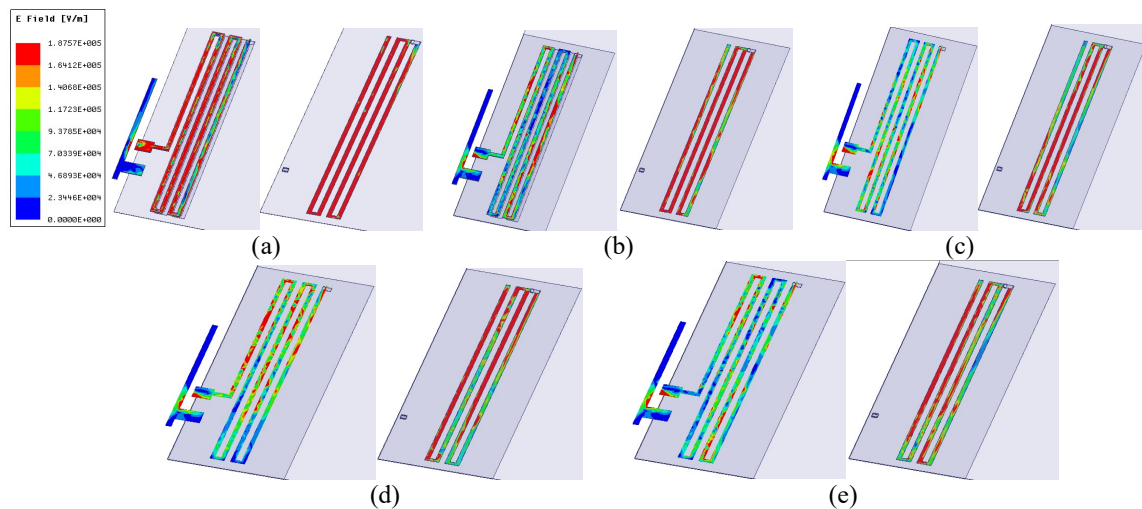 E Field [V/m]
1.8757E+005
1.6412E+005
1.4068E+005
1.1723E+005
9.3785E+004
7.0339E+004
4.6893E+004
2.3446E+004
0.0000E+000
(a)
(b)
(c)
(d)
(e)